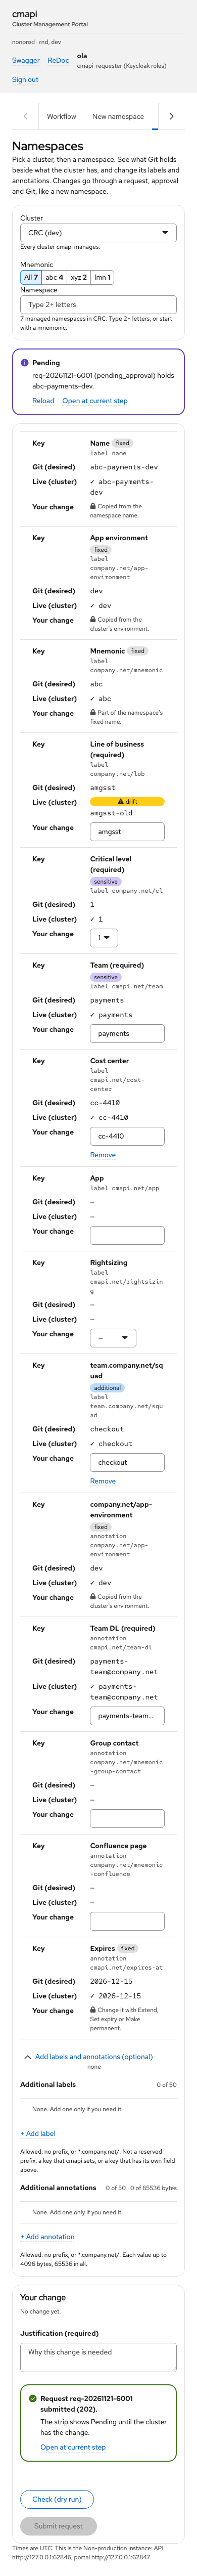 cmapi
Cluster Management Portal
nonprod · rnd, dev
Swagger ReDoc
ola
cmapi-requester (Keycloak roles)
Sign out
Workflow New namespace
Namespaces
Pick a cluster, then a namespace. See what Git holds
beside what the cluster has, and change its labels and
annotations. Changes go through a request, approval
and Git, like a new namespace.
Cluster
CRC (dev)
Every cluster cmapi manages.
Mnemonic
All 7 abc 4 xyz 2 lmn 1
Namespace
Type 2+ letters
7 managed namespaces in CRC. Type 2+ letters, or start
with a mnemonic.
Pending
req-20261121-6001 (pending_approval) holds
abc-payments-dev.
Reload Open at current step
Key Name fixed
label name
Git (desired) abc-payments-dev
Live (cluster) ✓ abc-payments-
dev
Your change Copied from the
namespace name.
Key App environment
fixed
label
company.net/app-
environment
Git (desired) dev
Live (cluster) ✓ dev
Your change Copied from the
cluster's environment.
Key Mnemonic fixed
label
company.net/mnemonic
Git (desired) abc
Live (cluster) ✓ abc
Your change Part of the namespace's
fixed name.
Key Line of business
(required)
label
company.net/lob
Git (desired) amgsst
Live (cluster) drift
amgsst-old
Your change amgsst
Key Critical level
(required)
sensitive
label company.net/cl
Git (desired) 1
Live (cluster) ✓ 1
Your change 1
Key Team (required)
sensitive
label cmapi.net/team
Git (desired) payments
Live (cluster) ✓ payments
Your change payments
Key Cost center
label
cmapi.net/cost-
center
Git (desired) cc-4410
Live (cluster) ✓ cc-4410
Your change cc-4410
Remove
Key App
label cmapi.net/app
Git (desired) —
Live (cluster) —
Your change
Key Rightsizing
label
cmapi.net/rightsizin
g
Git (desired) —
Live (cluster) —
Your change —
Key team.company.net/sq
uad
additional
label
team.company.net/squ
ad
Git (desired) checkout
Live (cluster) ✓ checkout
Your change checkout
Remove
Key company.net/app-
environment
fixed
annotation
company.net/app-
environment
Git (desired) dev
Live (cluster) ✓ dev
Your change Copied from the
cluster's environment.
Key Team DL (required)
annotation
cmapi.net/team-dl
Git (desired) payments-
team@company.net
Live (cluster) ✓ payments-
team@company.net
Your change payments-team...
Key Group contact
annotation
company.net/mnemonic
-group-contact
Git (desired) —
Live (cluster) —
Your change
Key Confluence page
annotation
company.net/mnemonic
-confluence
Git (desired) —
Live (cluster) —
Your change
Key Expires fixed
annotation
cmapi.net/expires-at
Git (desired) 2026-12-15
Live (cluster) ✓ 2026-12-15
Your change Change it with Extend,
Set expiry or Make
permanent.
Add labels and annotations (optional)
none
Additional labels 0 of 50
None. Add one only if you need it.
+ Add label
Allowed: no prefix, or *.company.net/. Not a reserved
prefix, a key that cmapi sets, or a key that has its own field
above.
Additional annotations 0 of 50 · 0 of 65536 bytes
None. Add one only if you need it.
+ Add annotation
Allowed: no prefix, or *.company.net/. Each value up to
4096 bytes, 65536 in all.
Your change
No change yet.
Justification (required)
Why this change is needed
Request req-20261121-6001
submitted (202).
The strip shows Pending until the cluster
has the change.
Open at current step
Check (dry run)
Submit request
Times are UTC. This is the Non-production instance: API
http://127.0.0.1:62846, portal http://127.0.0.1:62847.